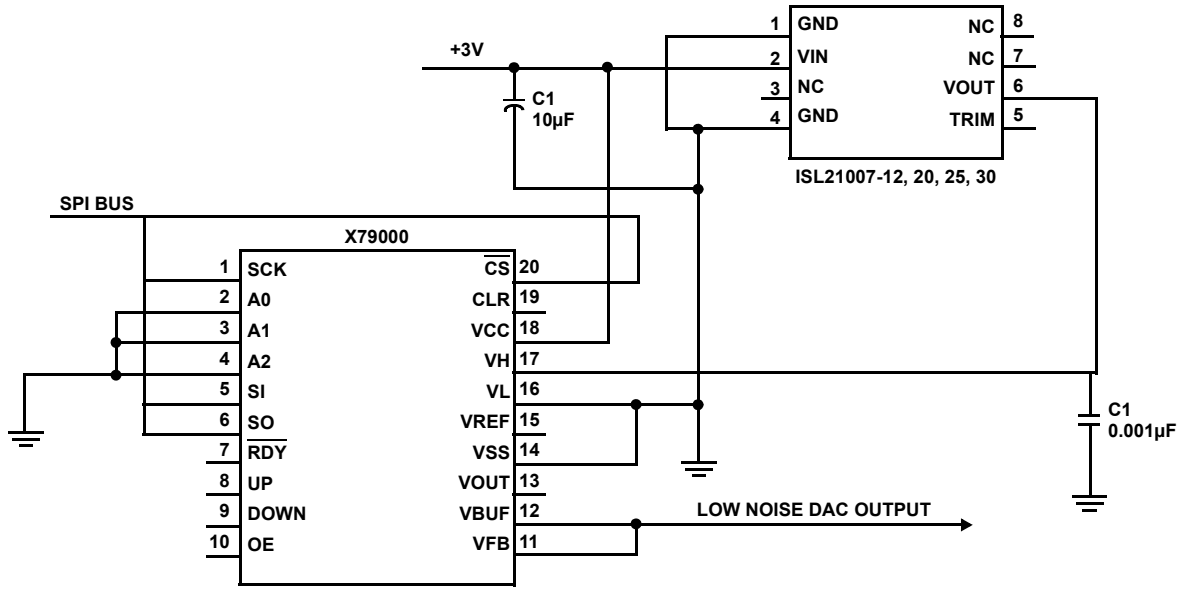 +3V
C1
10µF
1 GND
2 VIN
3 NC
4 GND
NC 8
NC 7
VOUT 6
TRIM 5
ISL21007-12, 20, 25, 30
SPI BUS
X79000
1 SCK
2 A0
3 A1
4 A2
5 SI
6 SO
7 RDY
8 UP
9 DOWN
10 OE
CS 20
CLR 19
VCC 18
VH 17
VL 16
VREF 15
VSS 14
VOUT 13
VBUF 12
VFB 11
C1
0.001µF
LOW NOISE DAC OUTPUT